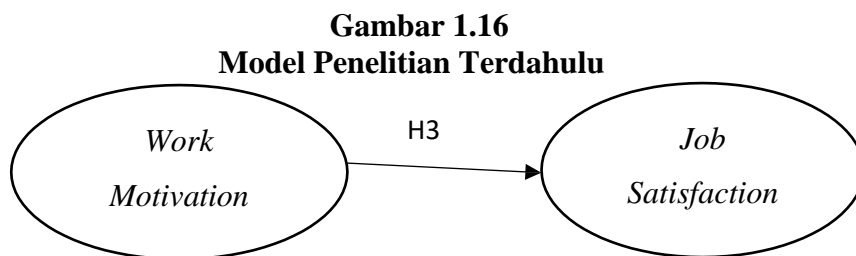 Gambar 1.16
Model Penelitian Terdahulu
Work
Motivation
H3
Job
Satisfaction